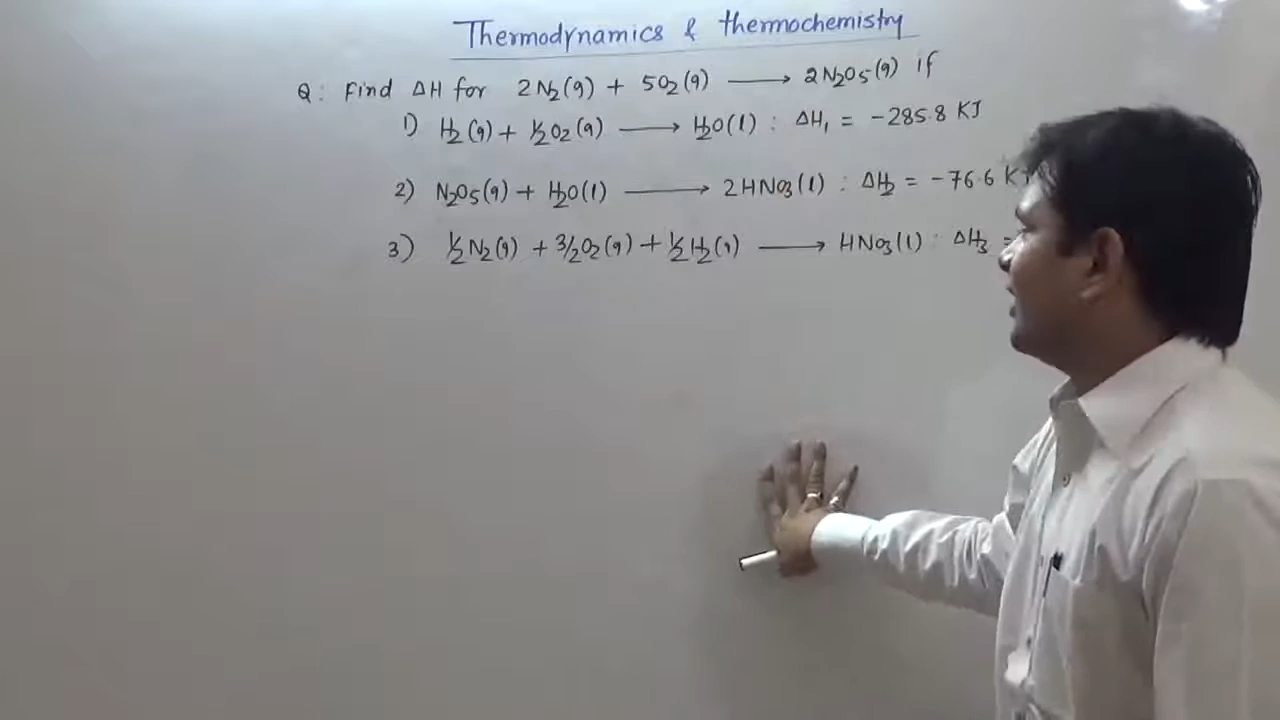 Thermodynamics & thermochemistry
Q: Find ΔH for 2N₂(g) + 5O₂(g) ⟶ 2N₂O₅(g) if
1) H₂(g) + ½O₂(g) ⟶ H₂O(l) : ΔH₁ = -285.8 KJ
2) N₂O₅(g) + H₂O(l) ⟶ 2HNO₃(l) : ΔH₂ = -76.6 KJ
3) ½N₂(g) + 3/2O₂(g) + ½H₂(g) ⟶ HNO₃(l) : ΔH₃ =